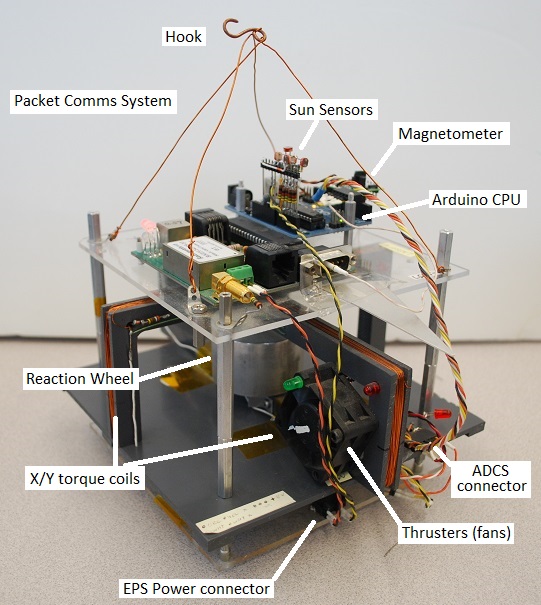 Hook
Packet Comms System
Sun Sensors
Magnetometer
Arduino CPU
Reaction Wheel
X/Y torque coils
ADCS
connector
Thrusters (fans)
EPS Power connector